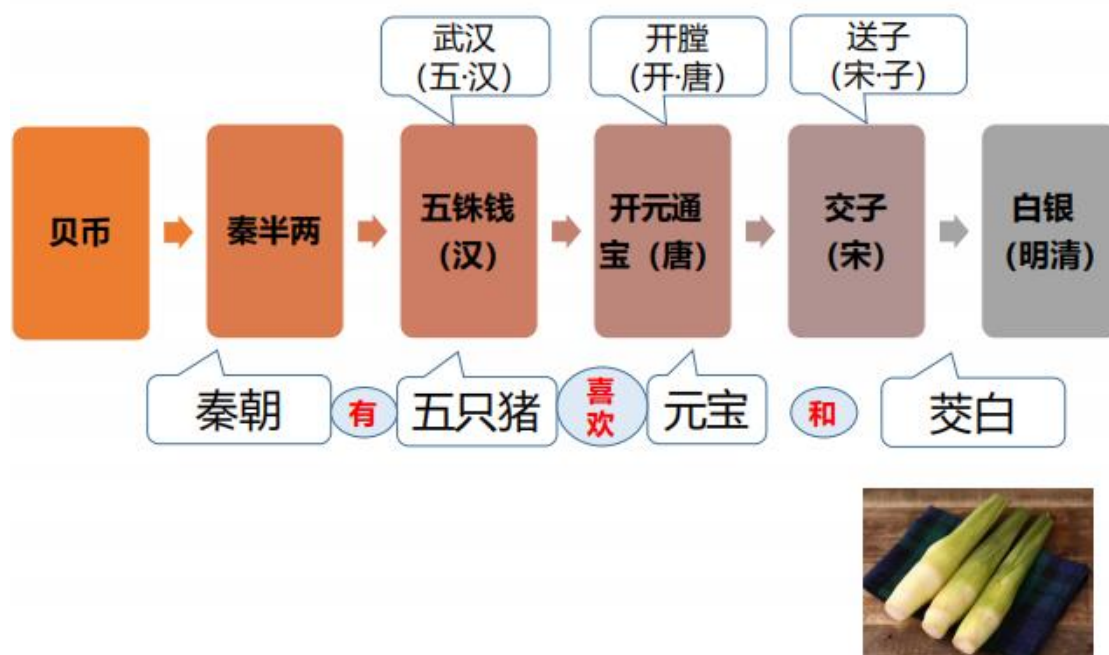 武汉
(五·汉)
开膛
(开·唐)
送子
(宋·子)
贝币
秦半两
五铢钱
(汉)
开元通
宝（唐）
交子
(宋)
白银
(明清)
秦朝
有
五只猪
喜
欢
元宝
和
茭白